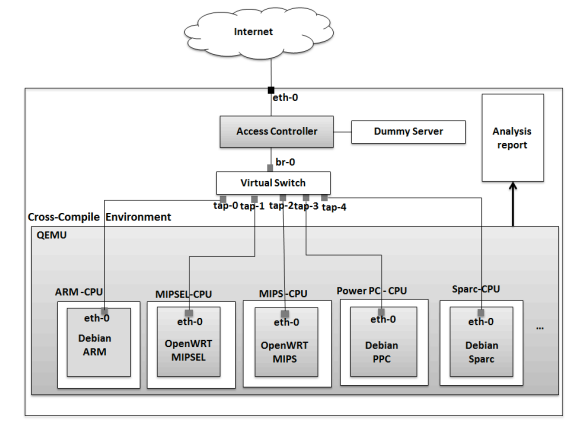 Internet
eth-0
Access Controller
Dummy Server
Analysis
report
br-0
Virtual Switch
tap-0 tap-1 tap-2 tap-3 tap-4
Cross-Compile Environment
QEMU
ARM -CPU
MIPSEL-CPU
MIPS-CPU
Power PC - CPU
Sparc-CPU
eth-0
Debian
ARM
eth-0
OpenWRT
MIPSEL
eth-0
OpenWRT
MIPS
eth-0
Debian
PPC
eth-0
Debian
Sparc
...